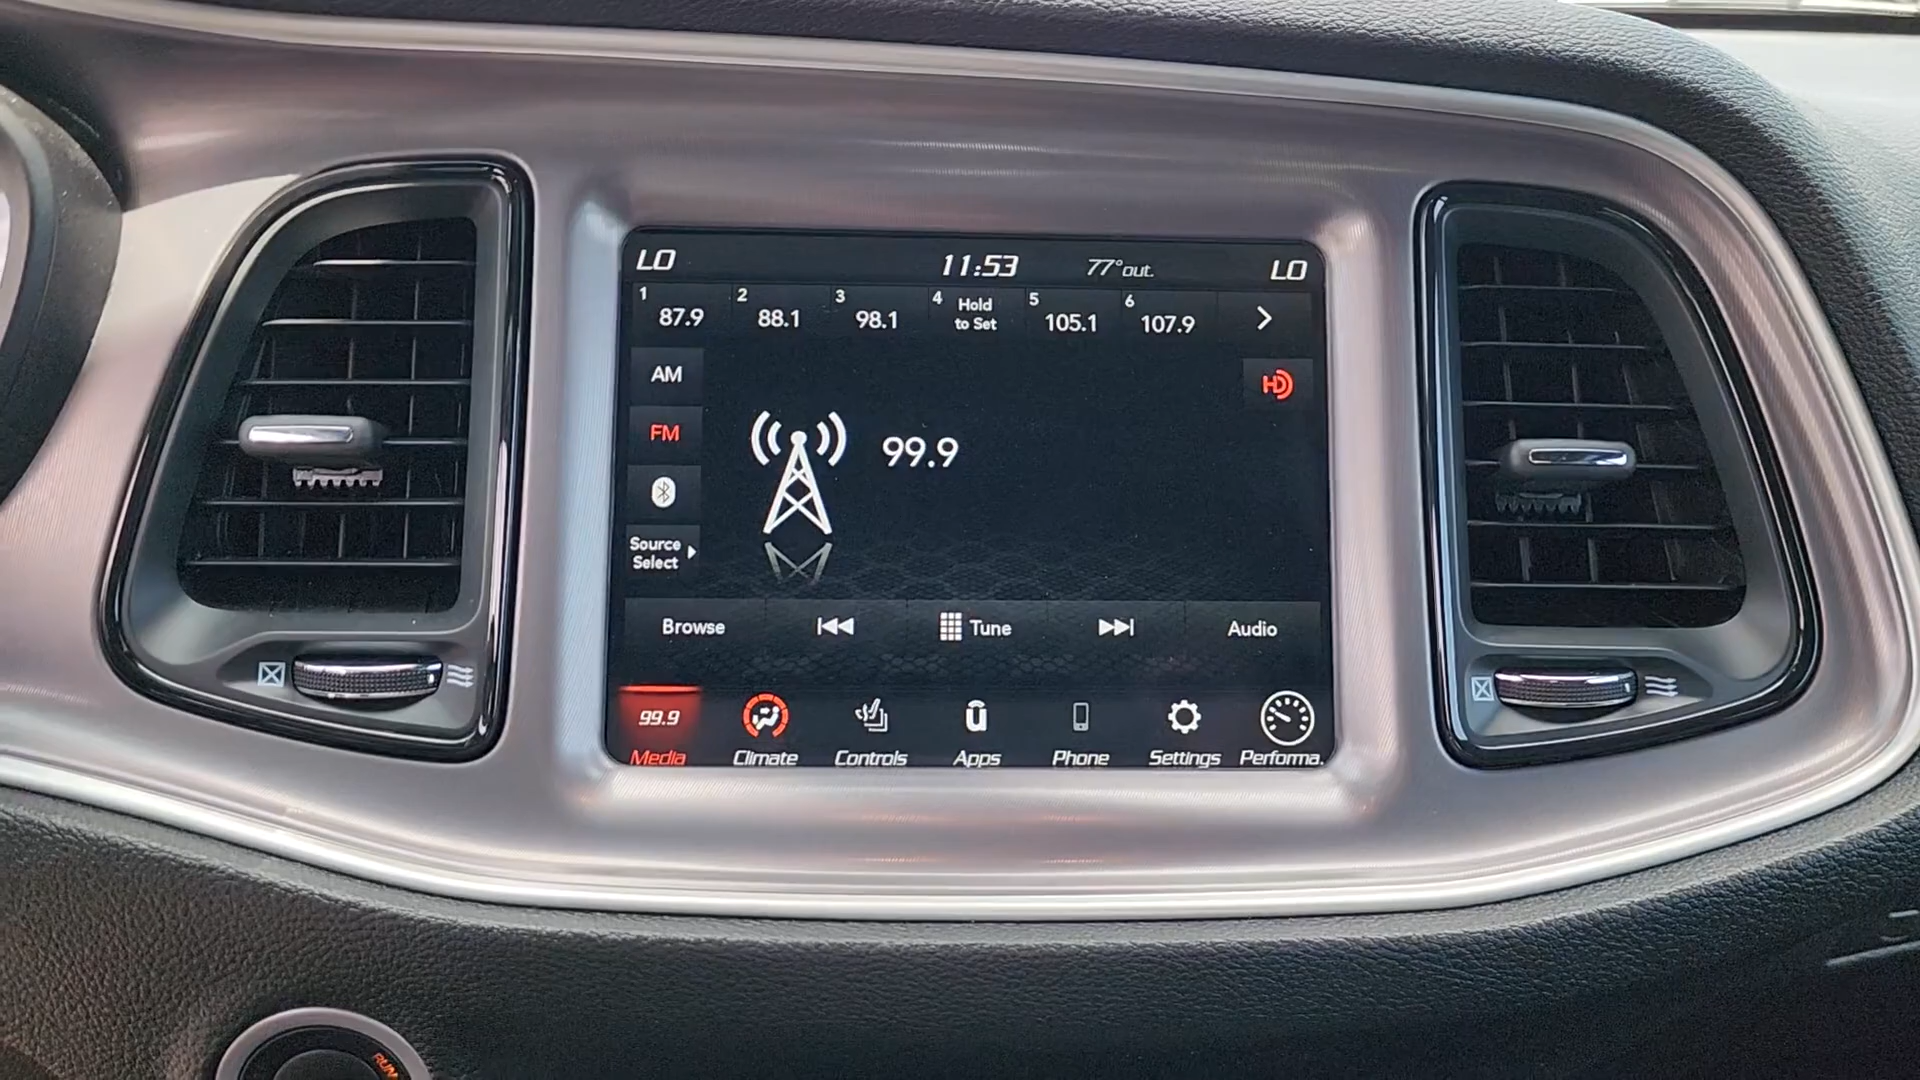 LO 11:53 77°out. LO
1 87.9 2 88.1 3 98.1 4 Hold to Set 5 105.1 6 107.9
AM
HD
FM
99.9
Source
Select
Browse Tune Audio
99.9
Media Climate Controls Apps Phone Settings Performa.
RUN